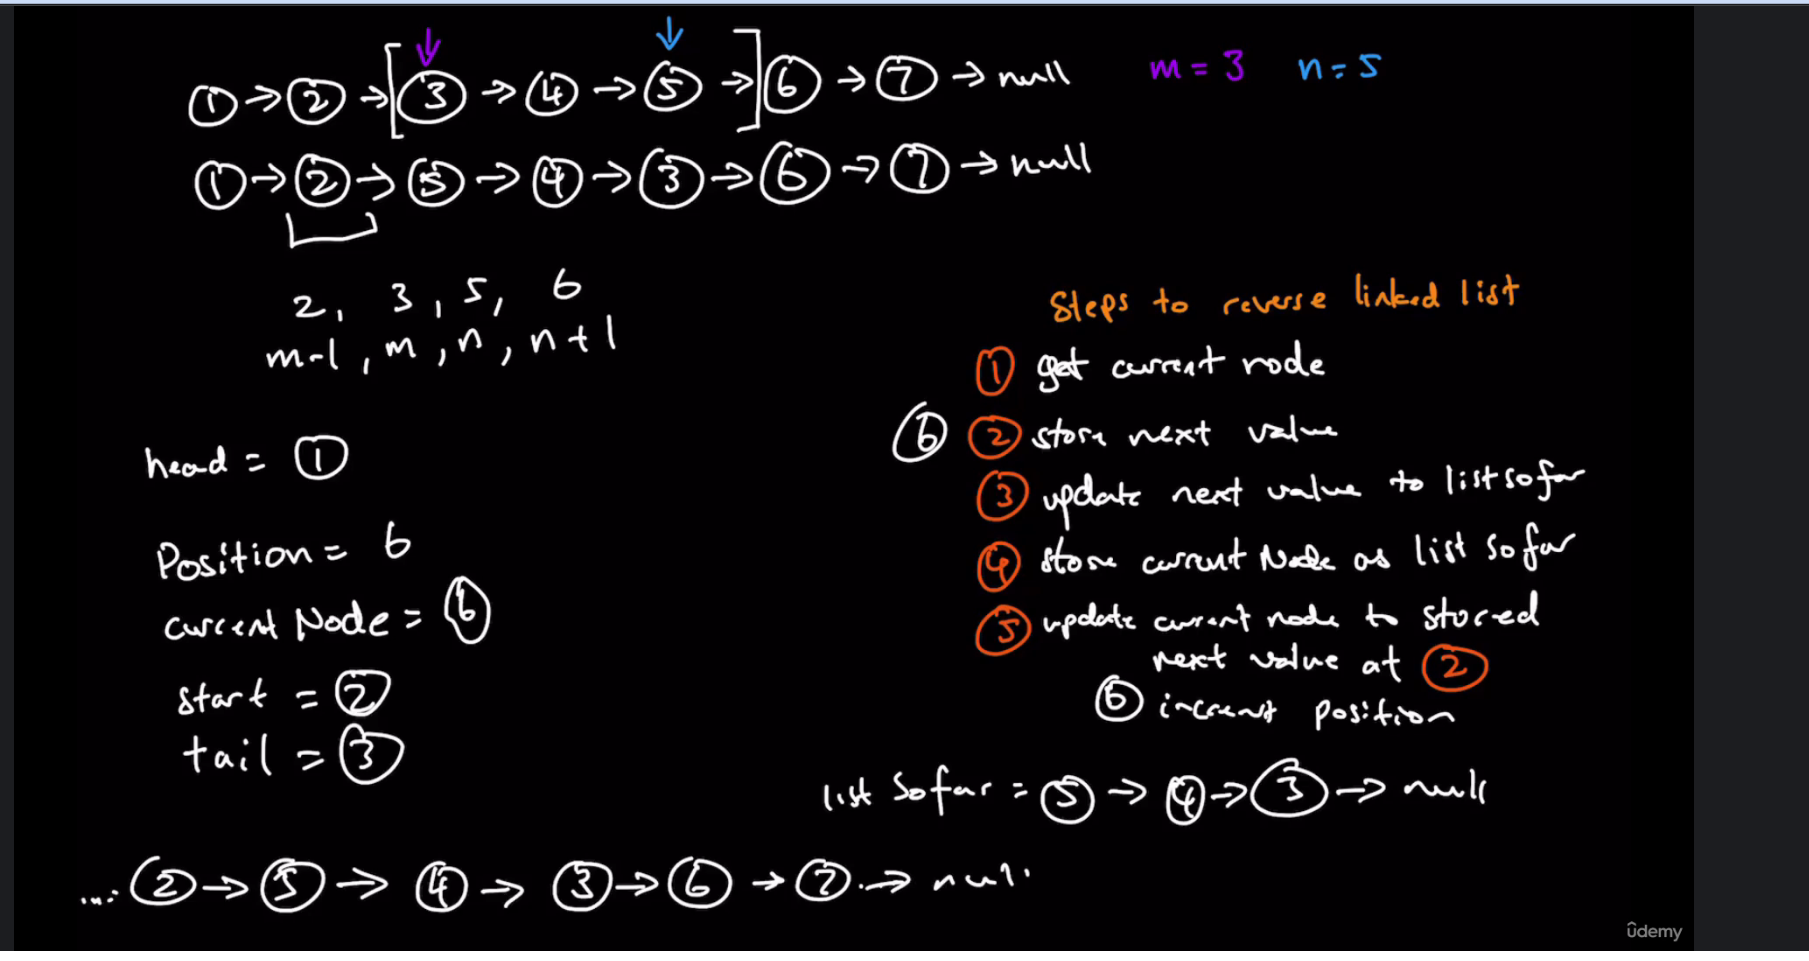 ① → ② → [③ → ④ → ⑤ →] ⑥ → ⑦ → null m = 3 n = 5
① → ② → ⑤ → ④ → ③ → ⑥ → ⑦ → null
2, 3, 5, 6
m-1, m, n, n+1
head = ①
Position = 6
current Node = ⑥
start = ②
tail = ③
Steps to reverse linked list
① get current node
⑥ ② store next value
③ update next value to listsofar
④ store current Node as list so far
⑤ update current node to stored
next value at ②
⑥ increment position
list Sofar = ⑤ → ④ → ③ → null
... ② → ⑤ → ④ → ③ → ⑥ → ⑦ → null
ûdemy